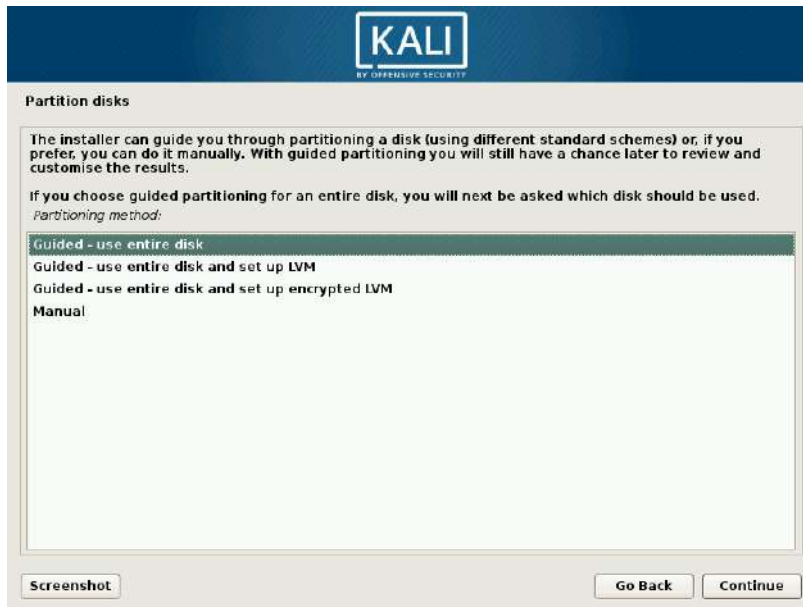 KALI
BY OFFENSIVE SECURITY
Partition disks
The installer can guide you through partitioning a disk (using different standard schemes) or, if you
prefer, you can do it manually. With guided partitioning you will still have a chance later to review and
customise the results.
If you choose guided partitioning for an entire disk, you will next be asked which disk should be used.
Partitioning method:
Guided - use entire disk
Guided - use entire disk and set up LVM
Guided - use entire disk and set up encrypted LVM
Manual
Screenshot
Go Back
Continue